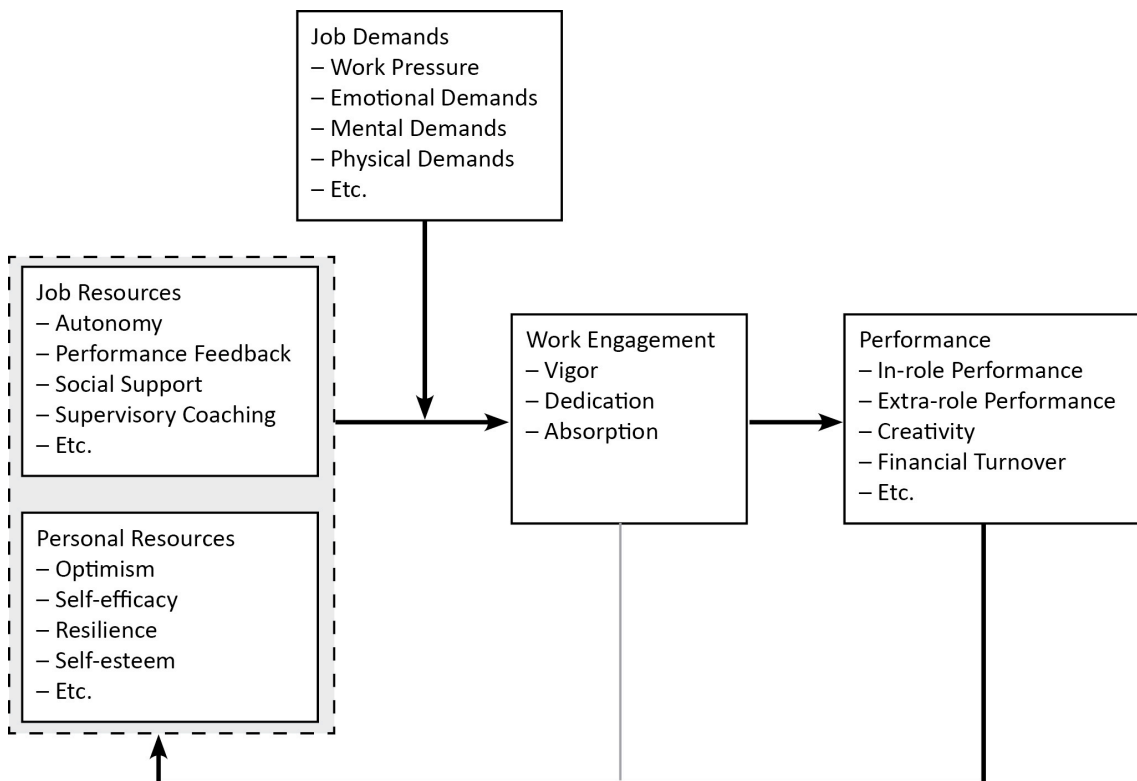 Job Demands
– Work Pressure
– Emotional Demands
– Mental Demands
– Physical Demands
– Etc.
Job Resources
– Autonomy
– Performance Feedback
– Social Support
– Supervisory Coaching
– Etc.
Personal Resources
– Optimism
– Self-efficacy
– Resilience
– Self-esteem
– Etc.
Work Engagement
– Vigor
– Dedication
– Absorption
Performance
– In-role Performance
– Extra-role Performance
– Creativity
– Financial Turnover
– Etc.